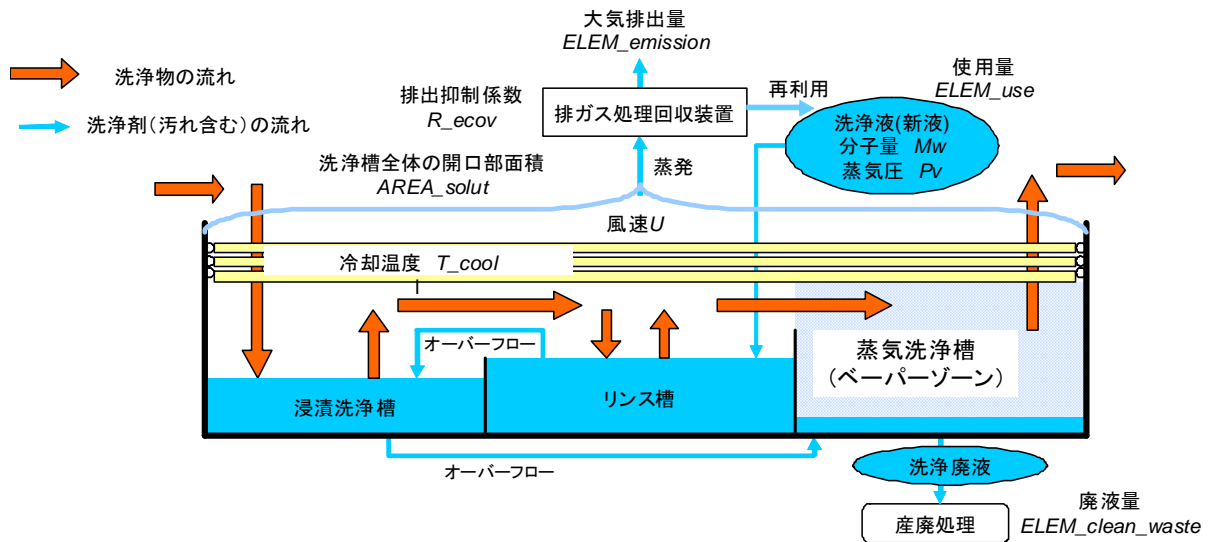 大気排出量
ELEM_emission
洗浄物の流れ
洗浄剤(汚れ含む)の流れ
排出抑制係数
R_ecov
排ガス処理回収装置
再利用
使用量
ELEM_use
洗浄液(新液)
分子量 Mw
蒸気圧 Pv
洗浄槽全体の開口部面積
AREA_solut
蒸発
風速U
冷却温度 T_cool
オーバーフロー
蒸気洗浄槽
(ベーパーゾーン)
浸漬洗浄槽
リンス槽
オーバーフロー
洗浄廃液
産廃処理
廃液量
ELEM_clean_waste